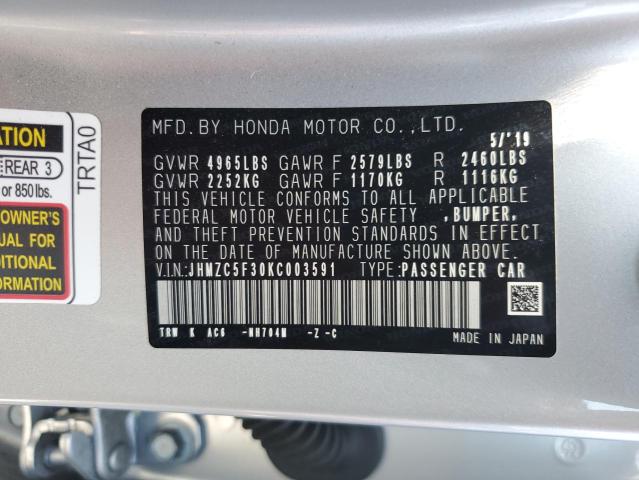 ATION
REAR 3
or 850 lbs.
OWNER'S
UAL FOR
DITIONAL
FORMATION
TRTA0
MFD. BY HONDA MOTOR CO.,LTD.
5/'19
GVWR 4965LBS GAWR F 2579LBS R 2460LBS
GVWR 2252KG GAWR F 1170KG R 1116KG
THIS VEHICLE CONFORMS TO ALL APPLICABLE
FEDERAL MOTOR VEHICLE SAFETY ,BUMPER,
AND THEFT PREVENTION STANDARDS IN EFFECT
ON THE DATE OF MANUFACTURE SHOWN ABOVE.
V.I.N.:JHMZC5F30KC003591 TYPE:PASSENGER CAR
TRW K AC6 -NH704M -Z -C
MADE IN JAPAN